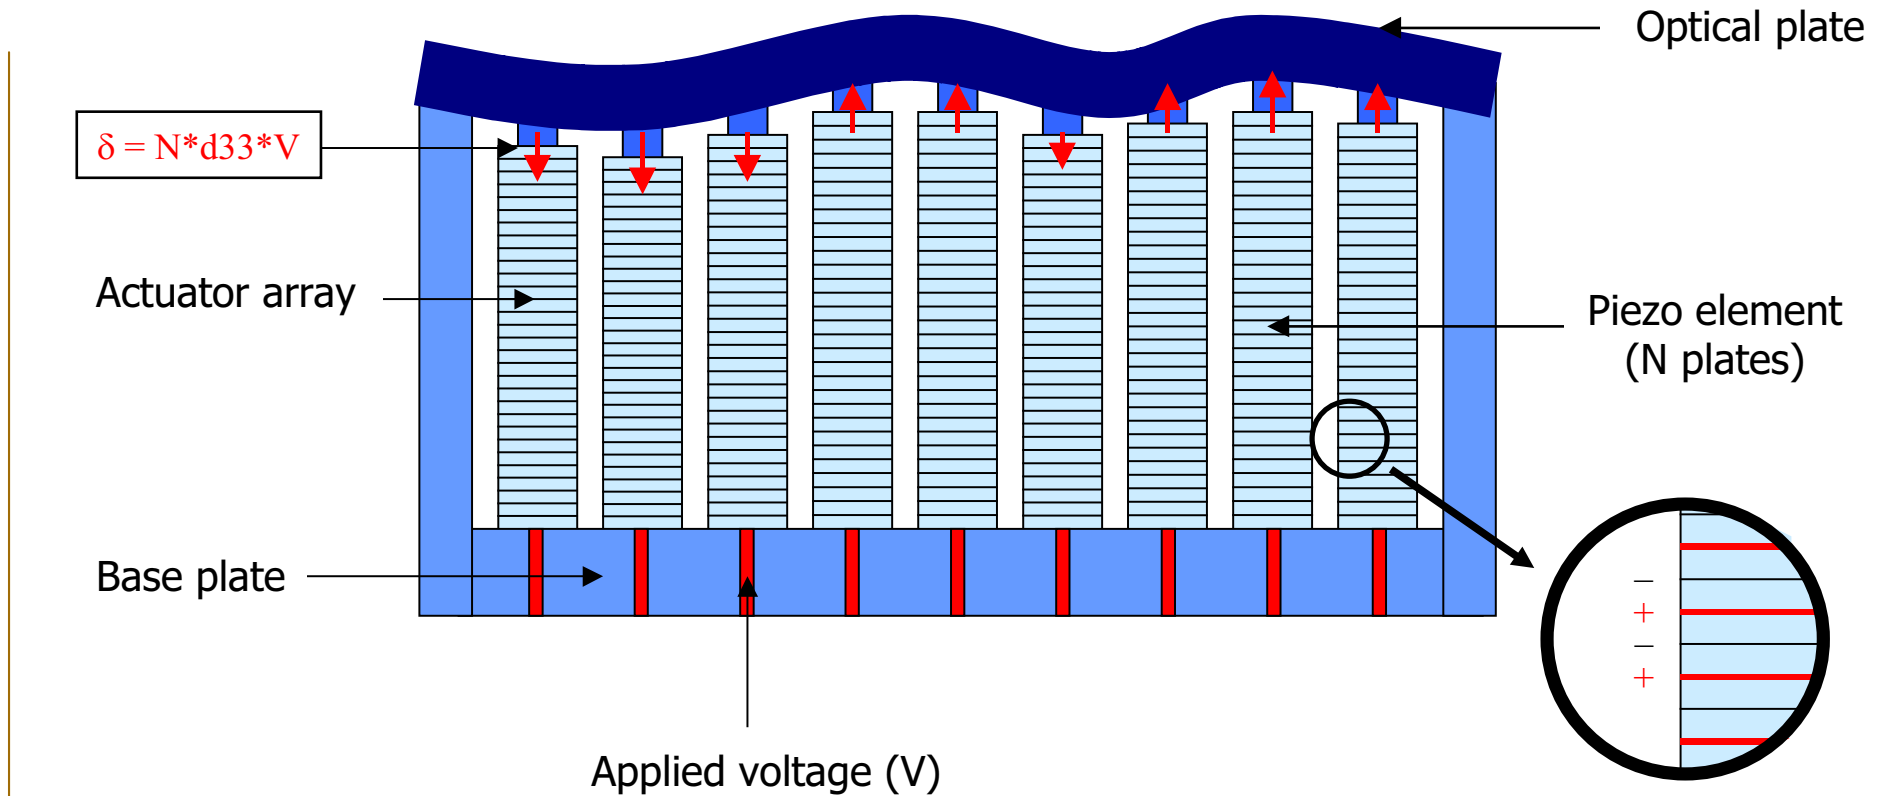 Optical plate
δ = N*d33*V
Actuator array
Piezo element
(N plates)
Base plate
–
+
–
+
Applied voltage (V)